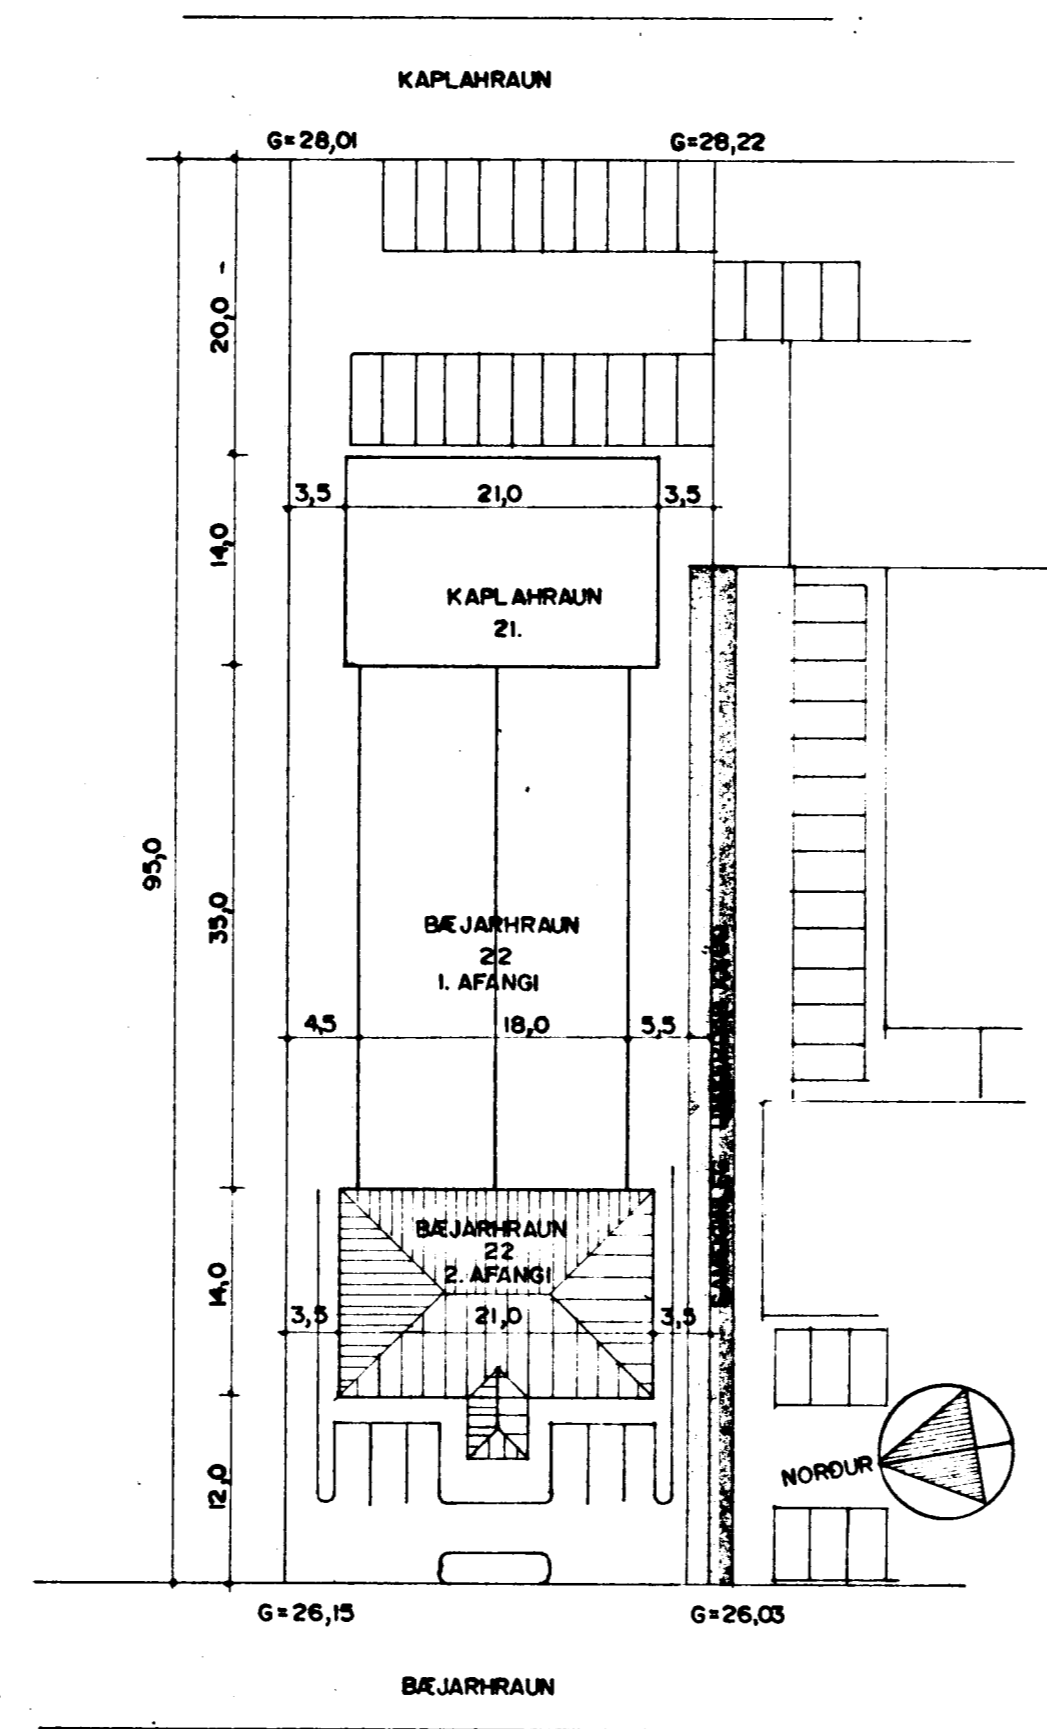 KAPLAHRAUN
G=28,01
G=28,22
20,0
3,5
21,0
3,5
14,0
KAPLAHRAUN
21.
95,0
35,0
BÆJARHRAUN
22
1. AFANGI
4,5
18,0
5,5
BÆJARHRAUN
22
2. AFANGI
14,0
3,5
21,0
3,5
NORÐUR
12,0
G=26,15
G=26,03
BÆJARHRAUN